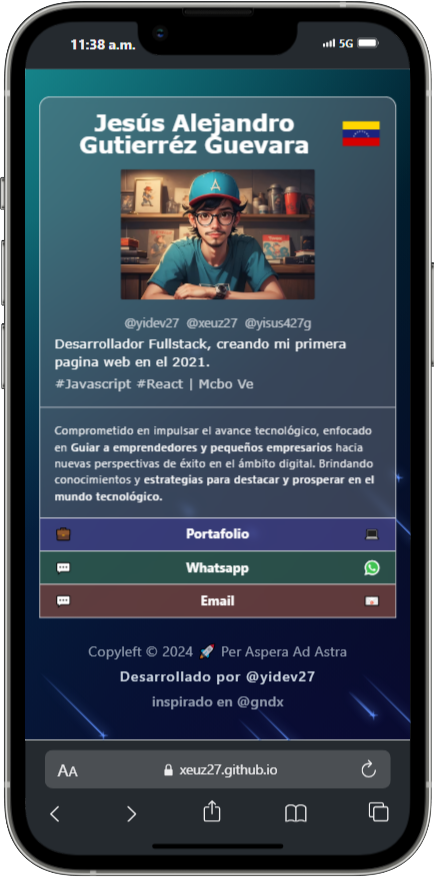 11:38 a.m. 5G
Jesús Alejandro
Gutierréz Guevara
A
@yidev27 @xeuz27 @yisus427g
Desarrollador Fullstack, creando mi primera
pagina web en el 2021.
#Javascript #React | Mcbo Ve
Comprometido en impulsar el avance tecnológico, enfocado
en Guiar a emprendedores y pequeños empresarios hacia
nuevas perspectivas de éxito en el ámbito digital. Brindando
conocimientos y estrategias para destacar y prosperar en el
mundo tecnológico.
💼 Portafolio 💻
💬 Whatsapp
💬 Email 💌
Copyleft © 2024 🚀 Per Aspera Ad Astra
Desarrollado por @yidev27
inspirado en @gndx
AA xeuz27.github.io